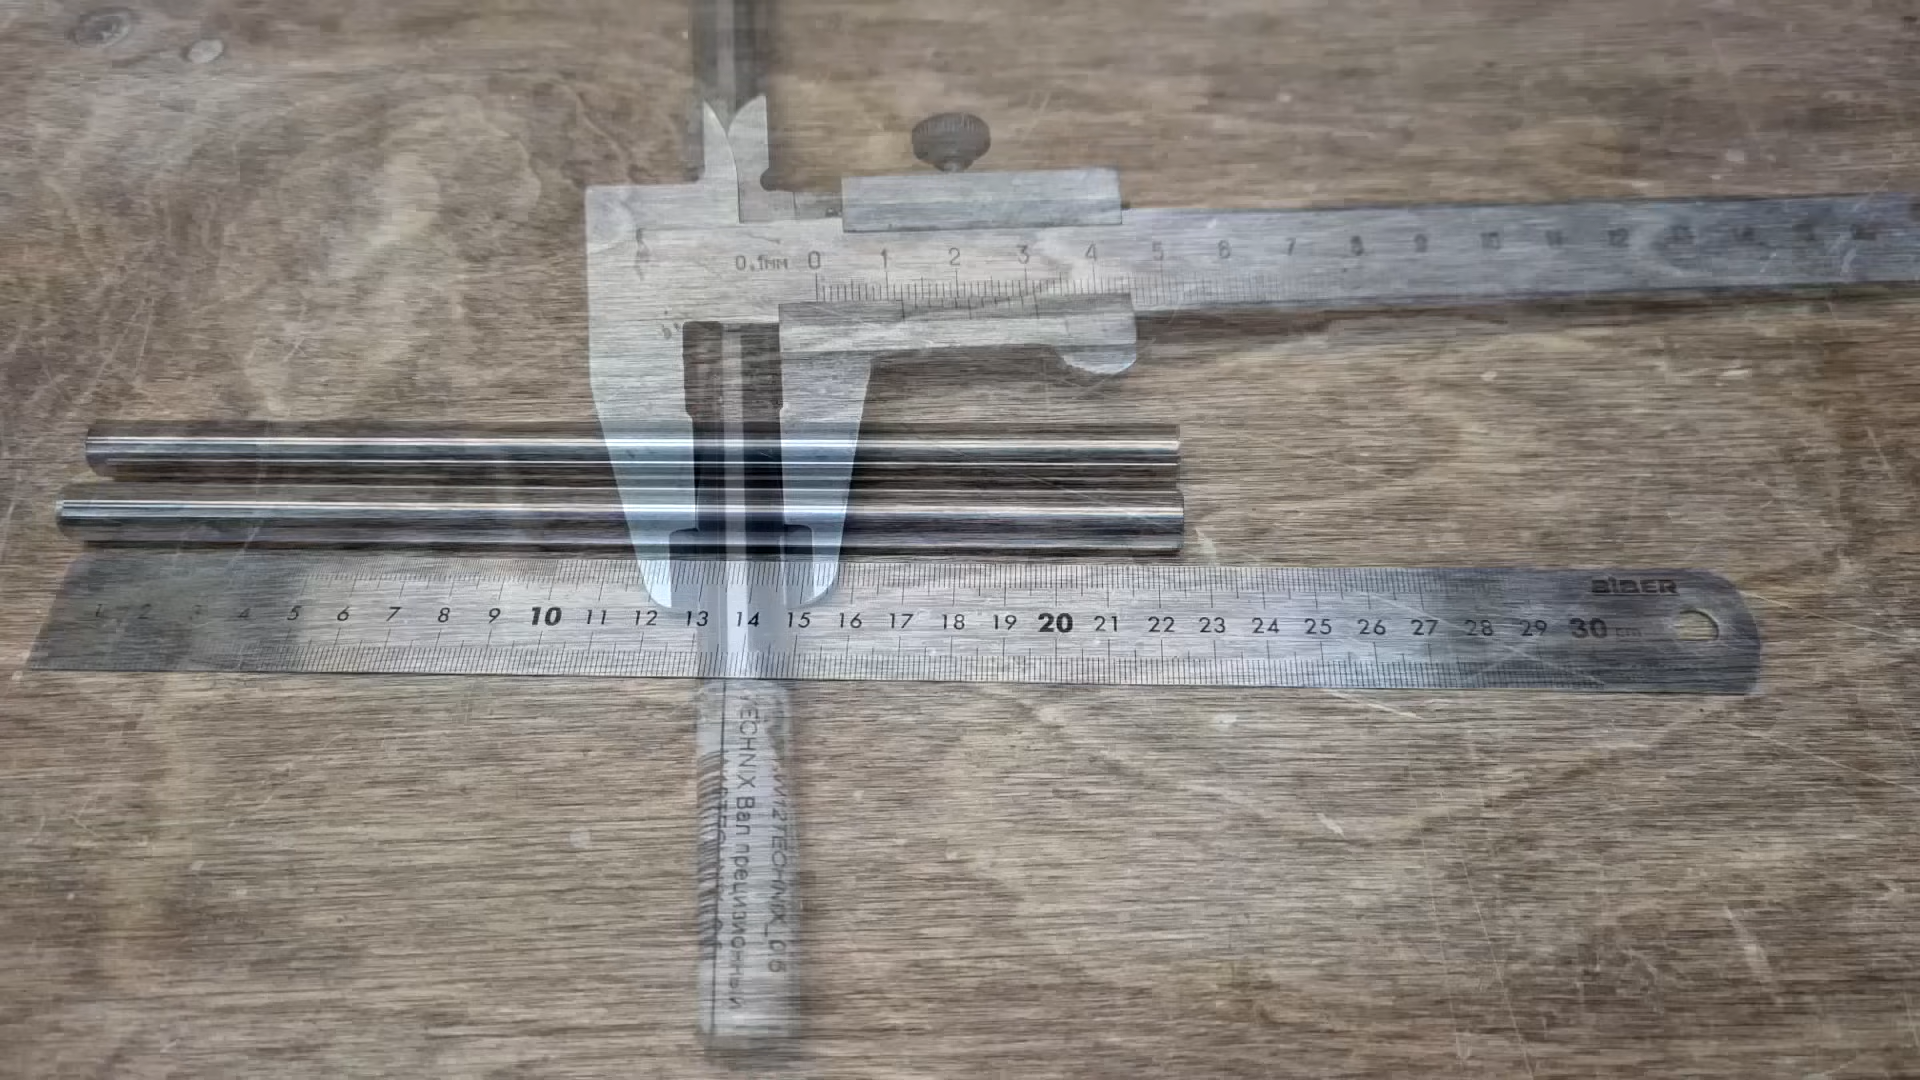 0.1мм 0 1 2 3 4 5 6 7 8 9 10 11 12 13
BIBER
1 2 3 4 5 6 7 8 9 10 11 12 13 14 15 16 17 18 19 20 21 22 23 24 25 26 27 28 29 30 cm
W12TECHNIX_06
TECHNIX Вал прецизионный